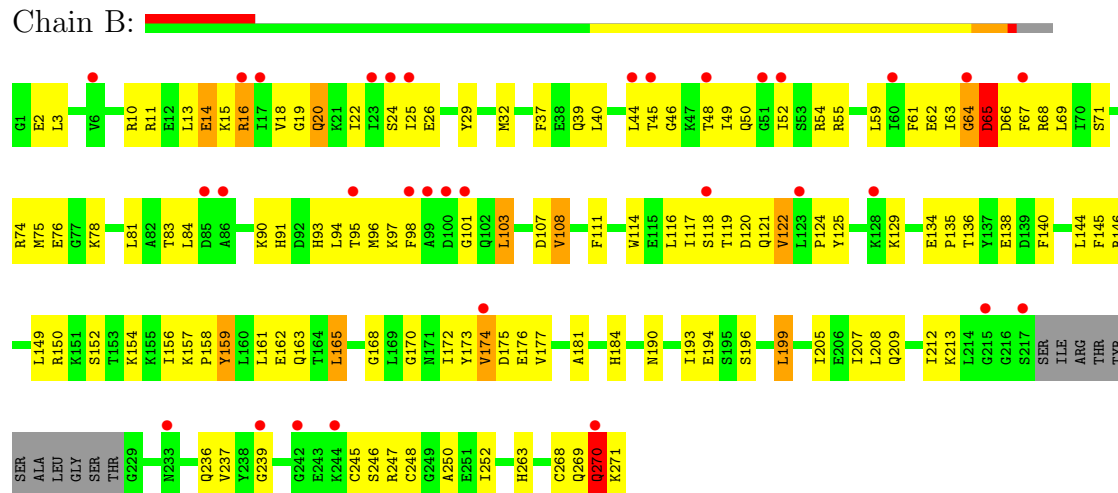 Chain B:
G1 E2 L3 V6 R10 R11 E12 L13 E14 K15 R16 I17 V18 G19 Q20 K21 I22 I23 S24 I25 E26 Y29 M32 F37 E38 Q39 L40 L44 T45 G46 K47 T48 I49 Q50 G51 I52 S53 R54 R55 L59 I60 F61 E62 I63 G64 D65 D66 F67 R68 L69 I70 S71
R74 M75 E76 G77 K78 L81 A82 T83 L84 D85 A86 K90 H91 D92 H93 L94 T95 M96 K97 F98 A99 D100 G101 Q102 L103 D107 V108 F111 W114 E115 L116 I117 S118 T119 D120 Q121 V122 L123 P124 Y125 K128 K129 E134 P135 T136 Y137 E138 D139 F140 L144 F145 R146
L149 R150 K151 S152 T153 K154 K155 I156 K157 P158 Y159 L160 L161 E162 Q163 T164 L165 G168 L169 G170 N171 I172 Y173 V174 D175 E176 V177 A181 H184 N190 I193 E194 S195 S196 L199 I205 E206 I207 L208 Q209 I212 K213 L214 G215 G216 S217 SER ILE ARG THR TYR
SER ALA LEU GLY SER THR G229 N233 Q236 V237 Y238 G239 G242 E243 K244 C245 S246 R247 C248 G249 A250 E251 I252 H263 C268 Q269 Q270 K271